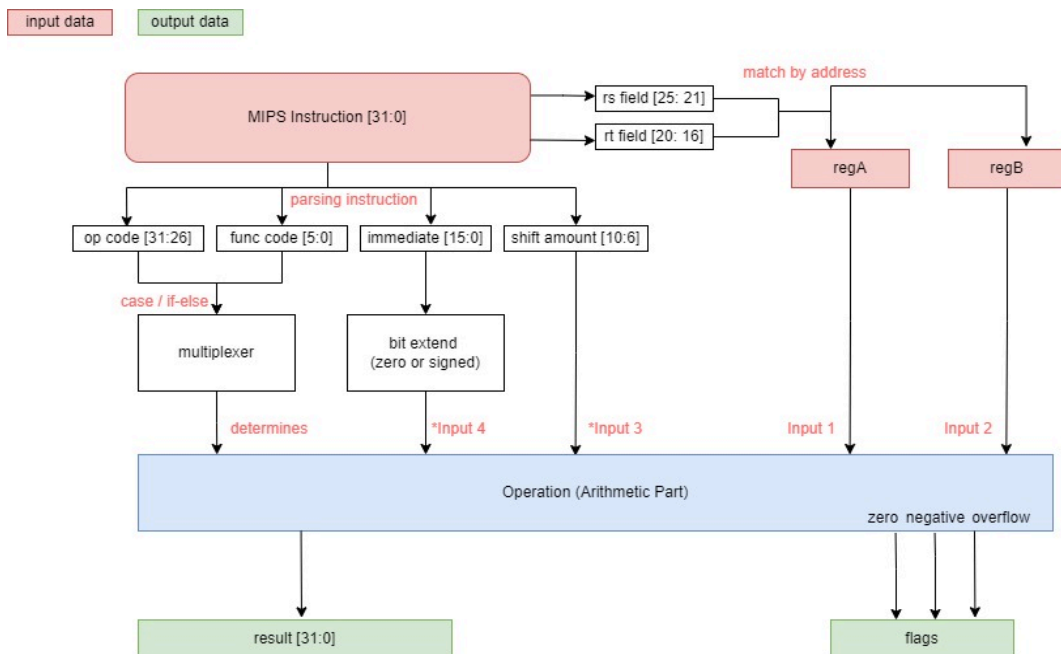 input data
output data
match by address
MIPS Instruction [31:0]
rs field [25: 21]
rt field [20: 16]
regA
regB
parsing instruction
op code [31:26]
func code [5:0]
immediate [15:0]
shift amount [10:6]
case / if-else
multiplexer
bit extend
(zero or signed)
determines
*Input 4
*Input 3
Input 1
Input 2
Operation (Arithmetic Part)
zero negative overflow
result [31:0]
flags